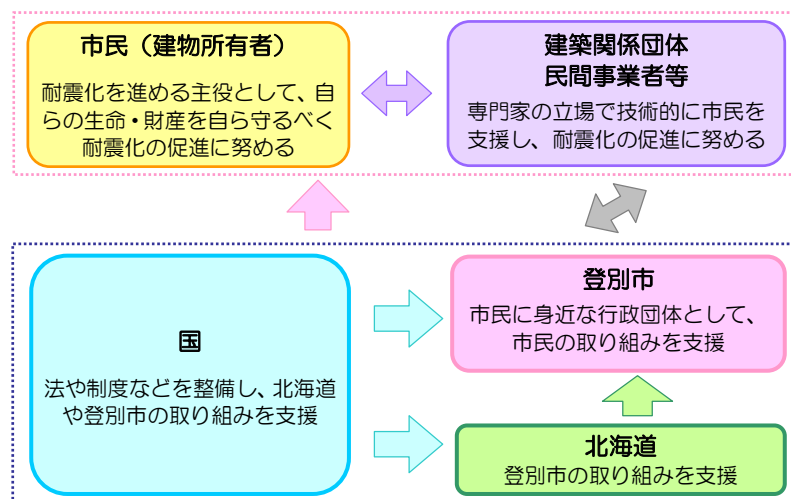 市民（建物所有者）
耐震化を進める主役として、自
らの生命・財産を自ら守るべく
耐震化の促進に努める
建築関係団体
民間事業者等
専門家の立場で技術的に市民を
支援し、耐震化の促進に努める
国
法や制度などを整備し、北海道
や登別市の取り組みを支援
登別市
市民に身近な行政団体として、
市民の取り組みを支援
北海道
登別市の取り組みを支援